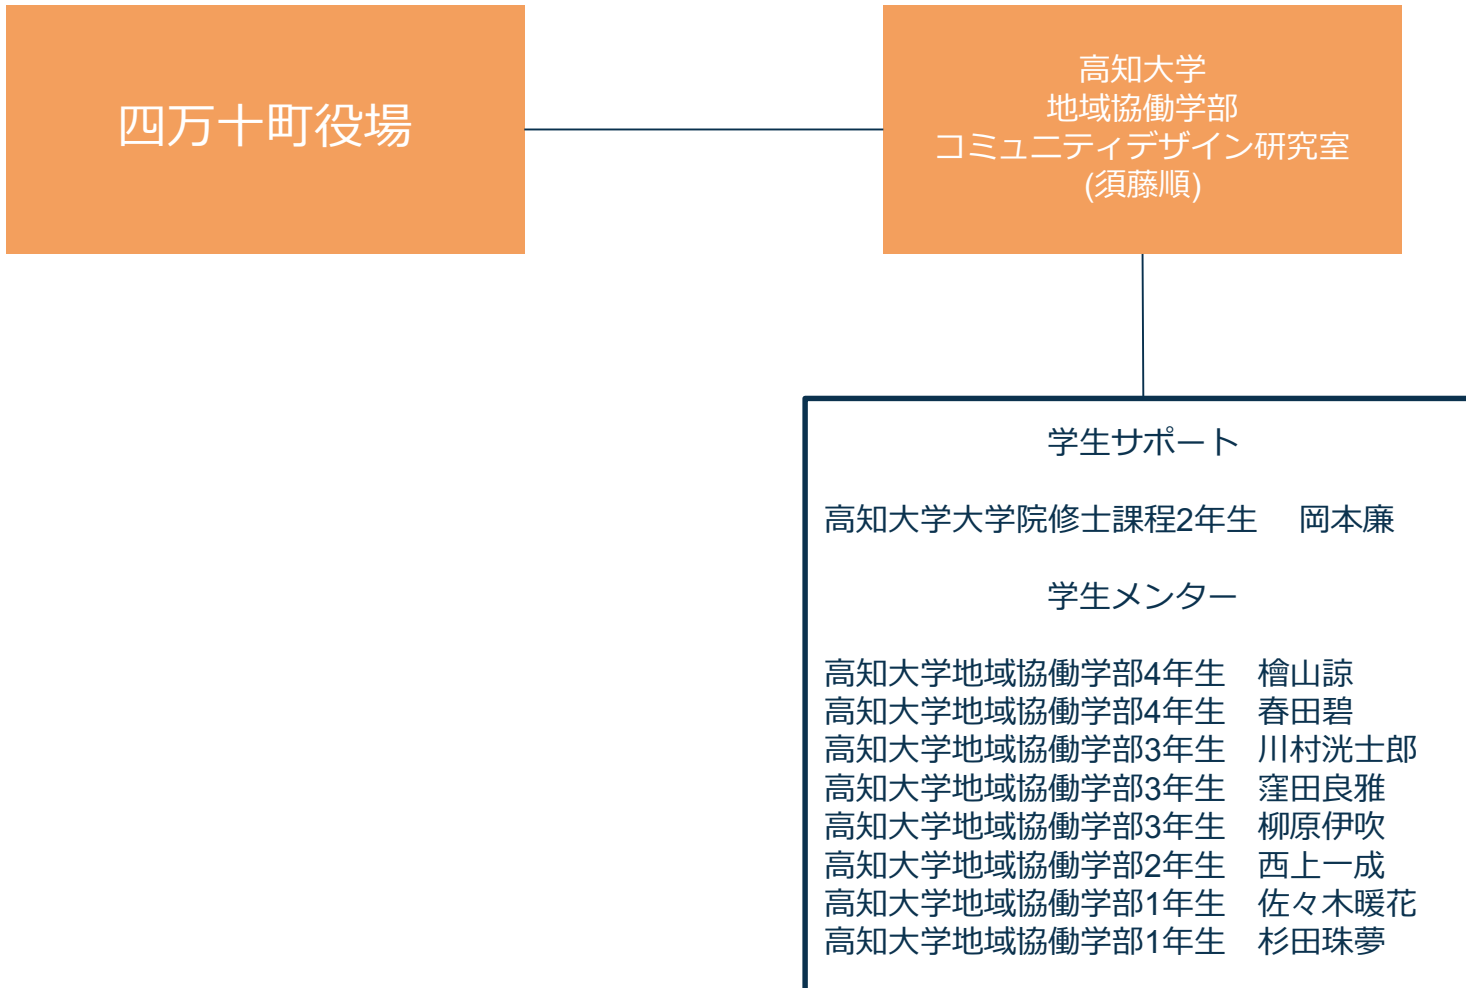 四万十町役場
高知大学
地域協働学部
コミュニティデザイン研究室
(須藤順)
学生サポート
高知大学大学院修士課程2年生　岡本廉
学生メンター
高知大学地域協働学部4年生　檜山諒
高知大学地域協働学部4年生　春田碧
高知大学地域協働学部3年生　川村洸士郎
高知大学地域協働学部3年生　窪田良雅
高知大学地域協働学部3年生　柳原伊吹
高知大学地域協働学部2年生　西上一成
高知大学地域協働学部1年生　佐々木暖花
高知大学地域協働学部1年生　杉田珠夢